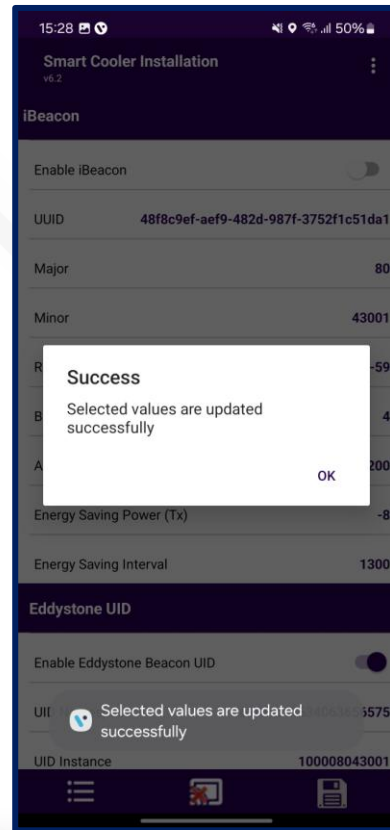 15:28 50%
Smart Cooler Installation
v6.2
iBeacon
Enable iBeacon
UUID 48f8c9ef-aef9-482d-987f-3752f1c51da1
Major 80
Minor 43001
R -59
Success
Selected values are updated
successfully
B 4
A 200
OK
Energy Saving Power (Tx) -8
Energy Saving Interval 1300
Eddystone UID
Enable Eddystone Beacon UID
UID 6575
Selected values are updated
successfully
UID Instance 100008043001